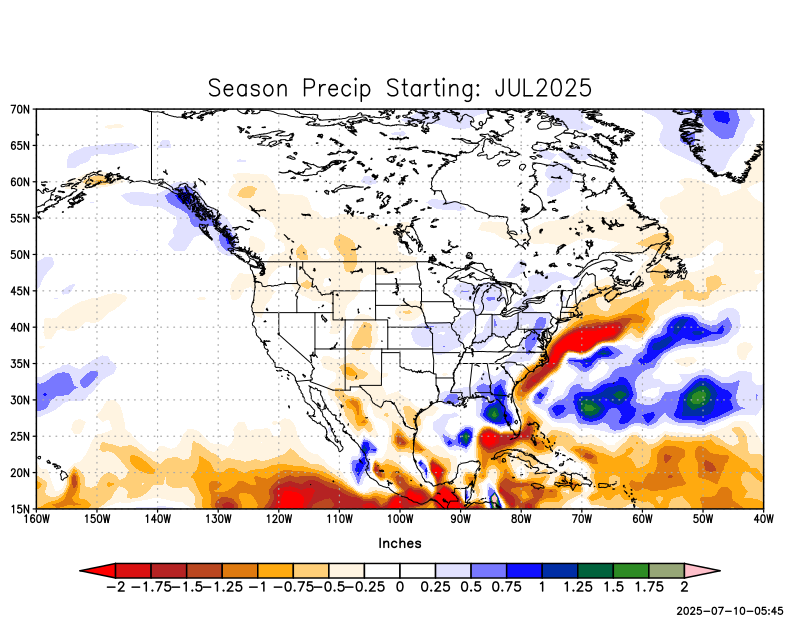 Season Precip Starting: JUL2025
70N
65N
60N
55N
50N
45N
40N
35N
30N
25N
20N
15N
160W 150W 140W 130W 120W 110W 100W 90W 80W 70W 60W 50W 40W
Inches
−2 −1.75 −1.5 −1.25 −1 −0.75 −0.5 −0.25 0 0.25 0.5 0.75 1 1.25 1.5 1.75 2
2025-07-10-05:45